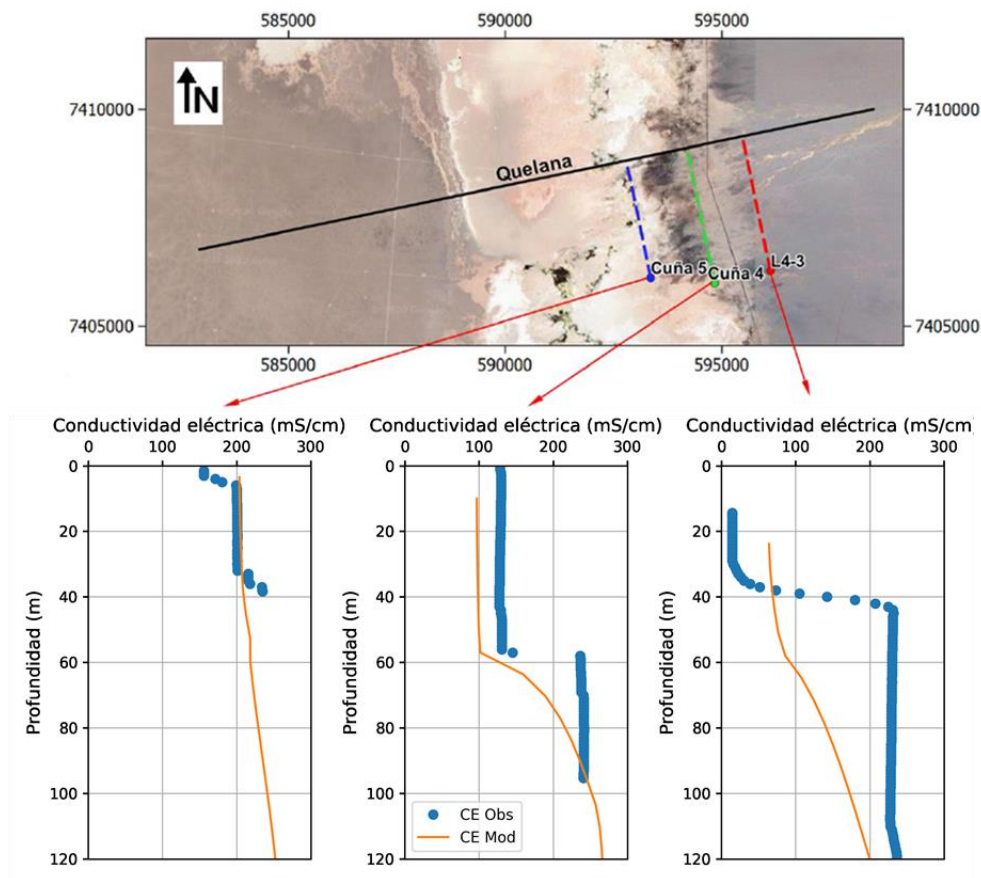 585000 590000 595000
7410000 7410000
N
Quelana
Cuña 5 Cuña 4 L4-3
7405000 7405000
585000 590000 595000
Conductividad eléctrica (mS/cm) Conductividad eléctrica (mS/cm) Conductividad eléctrica (mS/cm)
0 100 200 300 0 100 200 300 0 100 200 300
0 0 0
20 20 20
40 40 40
Profundidad (m) Profundidad (m) Profundidad (m)
60 60 60
80 80 80
100 100 100
CE Obs
CE Mod
120 120 120